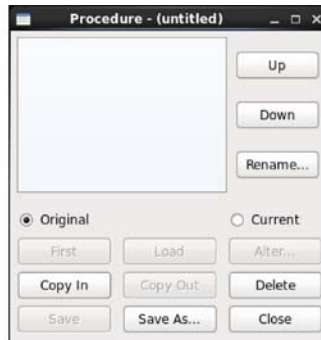 Procedure - (untitled)
Up
Down
Rename...
Original Current
First Load Alter...
Copy In Copy Out Delete
Save Save As... Close